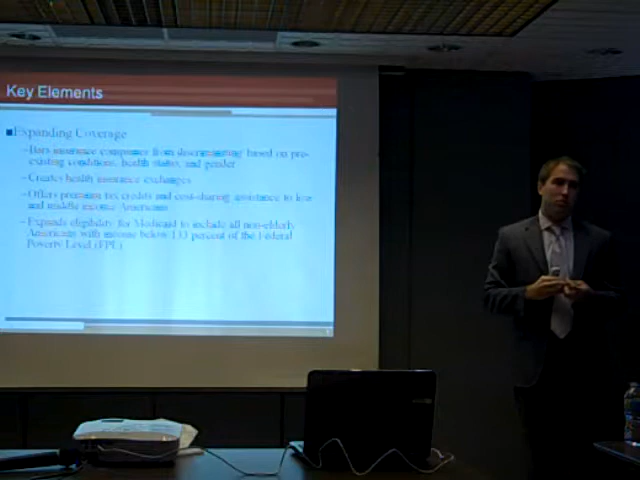 Key Elements
Expanding Coverage
–Bars insurance companies from discriminating based on pre-
existing conditions, health status, and gender
–Creates health insurance exchanges
–Offers premium tax credits and cost-sharing assistance to low
and middle income Americans
–Expands eligibility for Medicaid to include all non-elderly
Americans with income below 133 percent of the Federal
Poverty Level (FPL)